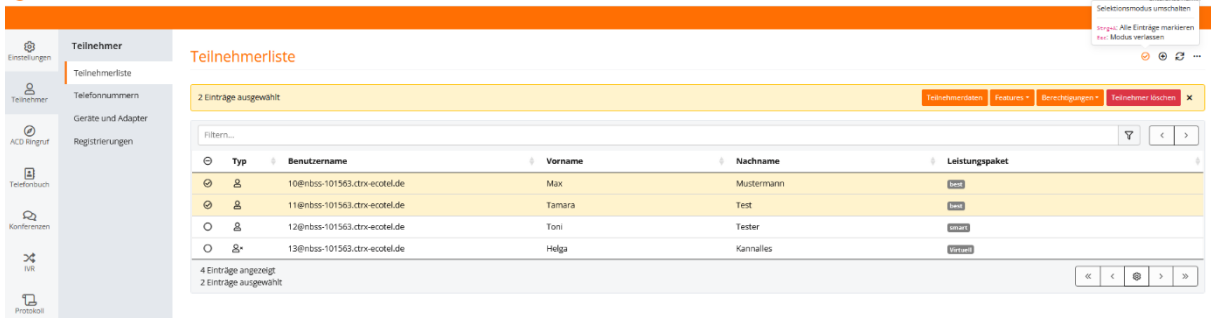 Selektionsmodus umschalten
Strg+A: Alle Einträge markieren
Esc: Modus verlassen
Einstellungen
Teilnehmer
ACD Ringruf
Telefonbuch
Konferenzen
IVR
Protokoll
Teilnehmer
Teilnehmerliste
Telefonnummern
Geräte und Adapter
Registrierungen
Teilnehmerliste
2 Einträge ausgewählt
Teilnehmerdaten Features Berechtigungen Teilnehmer löschen
Filtern...
Typ Benutzername Vorname Nachname Leistungspaket
10@nbss-101563.ctrx-ecotel.de Max Mustermann best
11@nbss-101563.ctrx-ecotel.de Tamara Test best
12@nbss-101563.ctrx-ecotel.de Toni Tester smart
13@nbss-101563.ctrx-ecotel.de Helga Kannalles Virtuell
4 Einträge angezeigt
2 Einträge ausgewählt